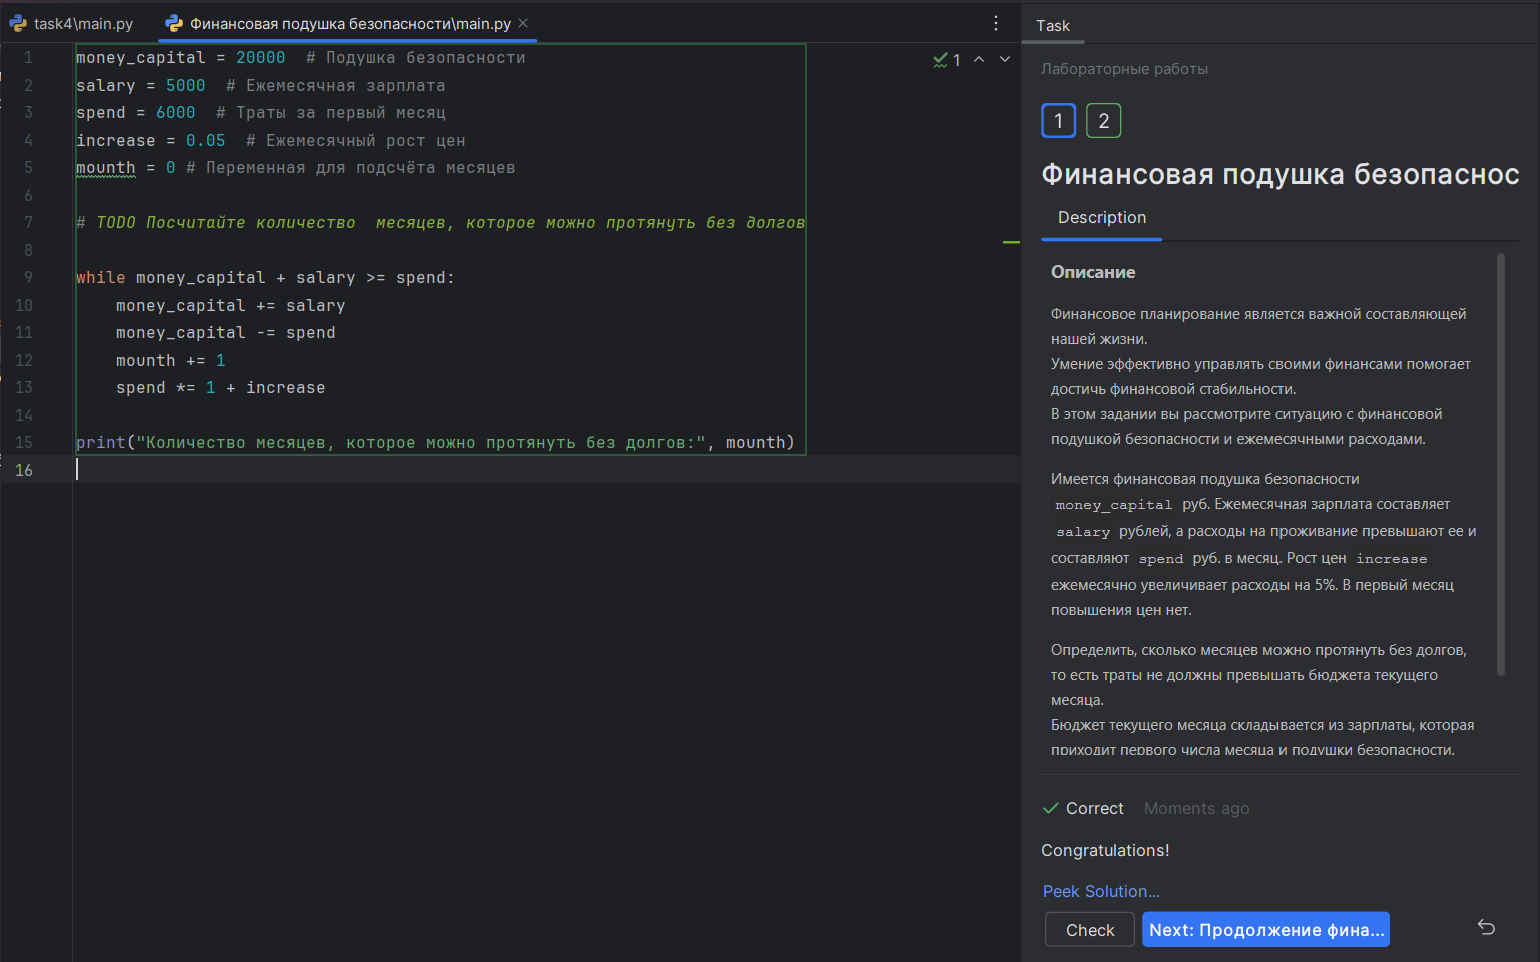 task4\main.py
Финансовая подушка безопасности\main.py
1 money_capital = 20000  # Подушка безопасности
2 salary = 5000  # Ежемесячная зарплата
3 spend = 6000  # Траты за первый месяц
4 increase = 0.05  # Ежемесячный рост цен
5 mounth = 0 # Переменная для подсчёта месяцев
6
7 # TODO Посчитайте количество  месяцев, которое можно протянуть без долгов
8
9 while money_capital + salary >= spend:
10     money_capital += salary
11     money_capital -= spend
12     mounth += 1
13     spend *= 1 + increase
14
15 print("Количество месяцев, которое можно протянуть без долгов:", mounth)
16
1
Task
Лабораторные работы
1 2
Финансовая подушка безопаснос
Description
Описание
Финансовое планирование является важной составляющей
нашей жизни.
Умение эффективно управлять своими финансами помогает
достичь финансовой стабильности.
В этом задании вы рассмотрите ситуацию с финансовой
подушкой безопасности и ежемесячными расходами.
Имеется финансовая подушка безопасности
money_capital руб. Ежемесячная зарплата составляет
salary рублей, а расходы на проживание превышают ее и
составляют spend руб. в месяц. Рост цен increase
ежемесячно увеличивает расходы на 5%. В первый месяц
повышения цен нет.
Определить, сколько месяцев можно протянуть без долгов,
то есть траты не должны превышать бюджета текущего
месяца.
Бюджет текущего месяца складывается из зарплаты, которая
приходит первого числа месяца и подушки безопасности.
Correct Moments ago
Congratulations!
Peek Solution...
Check
Next: Продолжение фина...